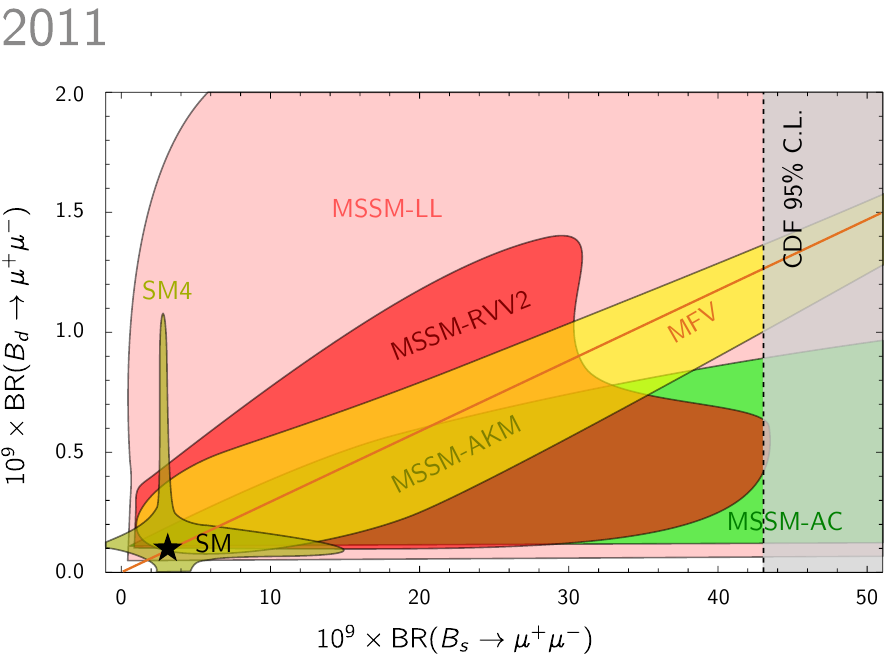 2011
2.0
1.5
1.0
0.5
0.0
0
10
20
30
40
50
10⁹ × BR(B_d → μ⁺μ⁻)
10⁹ × BR(B_s → μ⁺μ⁻)
MSSM-LL
CDF 95% C.L.
SM4
MSSM-RVV2
MFV
MSSM-AKM
MSSM-AC
SM